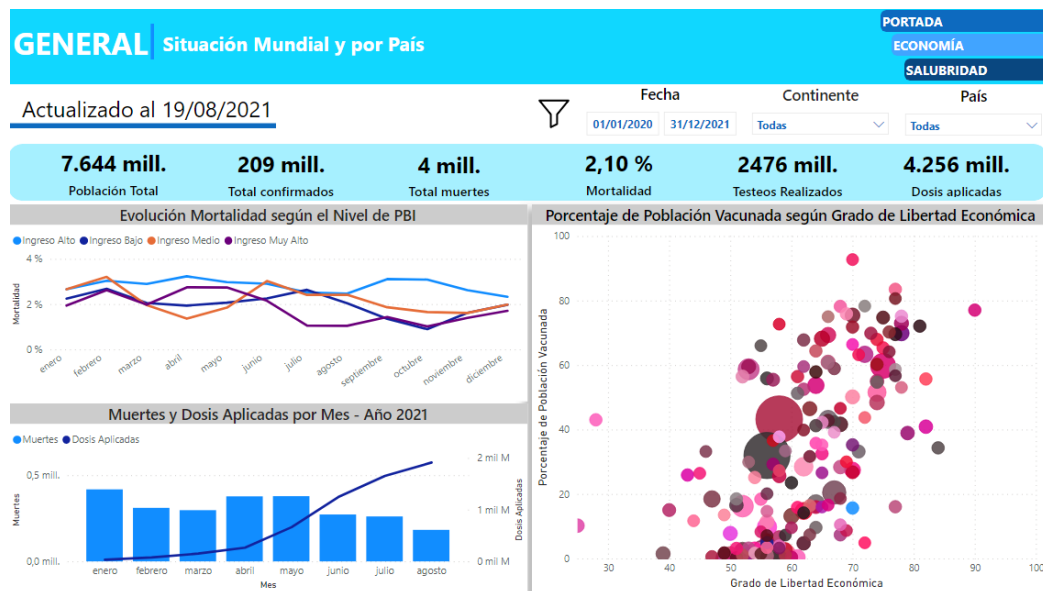 GENERAL Situación Mundial y por País
PORTADA
ECONOMÍA
SALUBRIDAD
Actualizado al 19/08/2021
Fecha Continente País
01/01/2020 31/12/2021 Todas Todas
7.644 mill. 209 mill. 4 mill. 2,10 % 2476 mill. 4.256 mill.
Población Total Total confirmados Total muertes Mortalidad Testeos Realizados Dosis aplicadas
Evolución Mortalidad según el Nivel de PBI
Ingreso Alto Ingreso Bajo Ingreso Medio Ingreso Muy Alto
4 %
2 %
0 %
Mortalidad
enero febrero marzo abril mayo junio julio agosto septiembre octubre noviembre diciembre
Muertes y Dosis Aplicadas por Mes - Año 2021
Muertes Dosis Aplicadas
0,5 mill.
0,0 mill.
Muertes
2 mil M
1 mil M
0 mil M
Dosis Aplicadas
enero febrero marzo abril mayo junio julio agosto
Mes
Porcentaje de Población Vacunada según Grado de Libertad Económica
100
80
60
40
20
0
Porcentaje de Población Vacunada
30 40 50 60 70 80 90 100
Grado de Libertad Económica